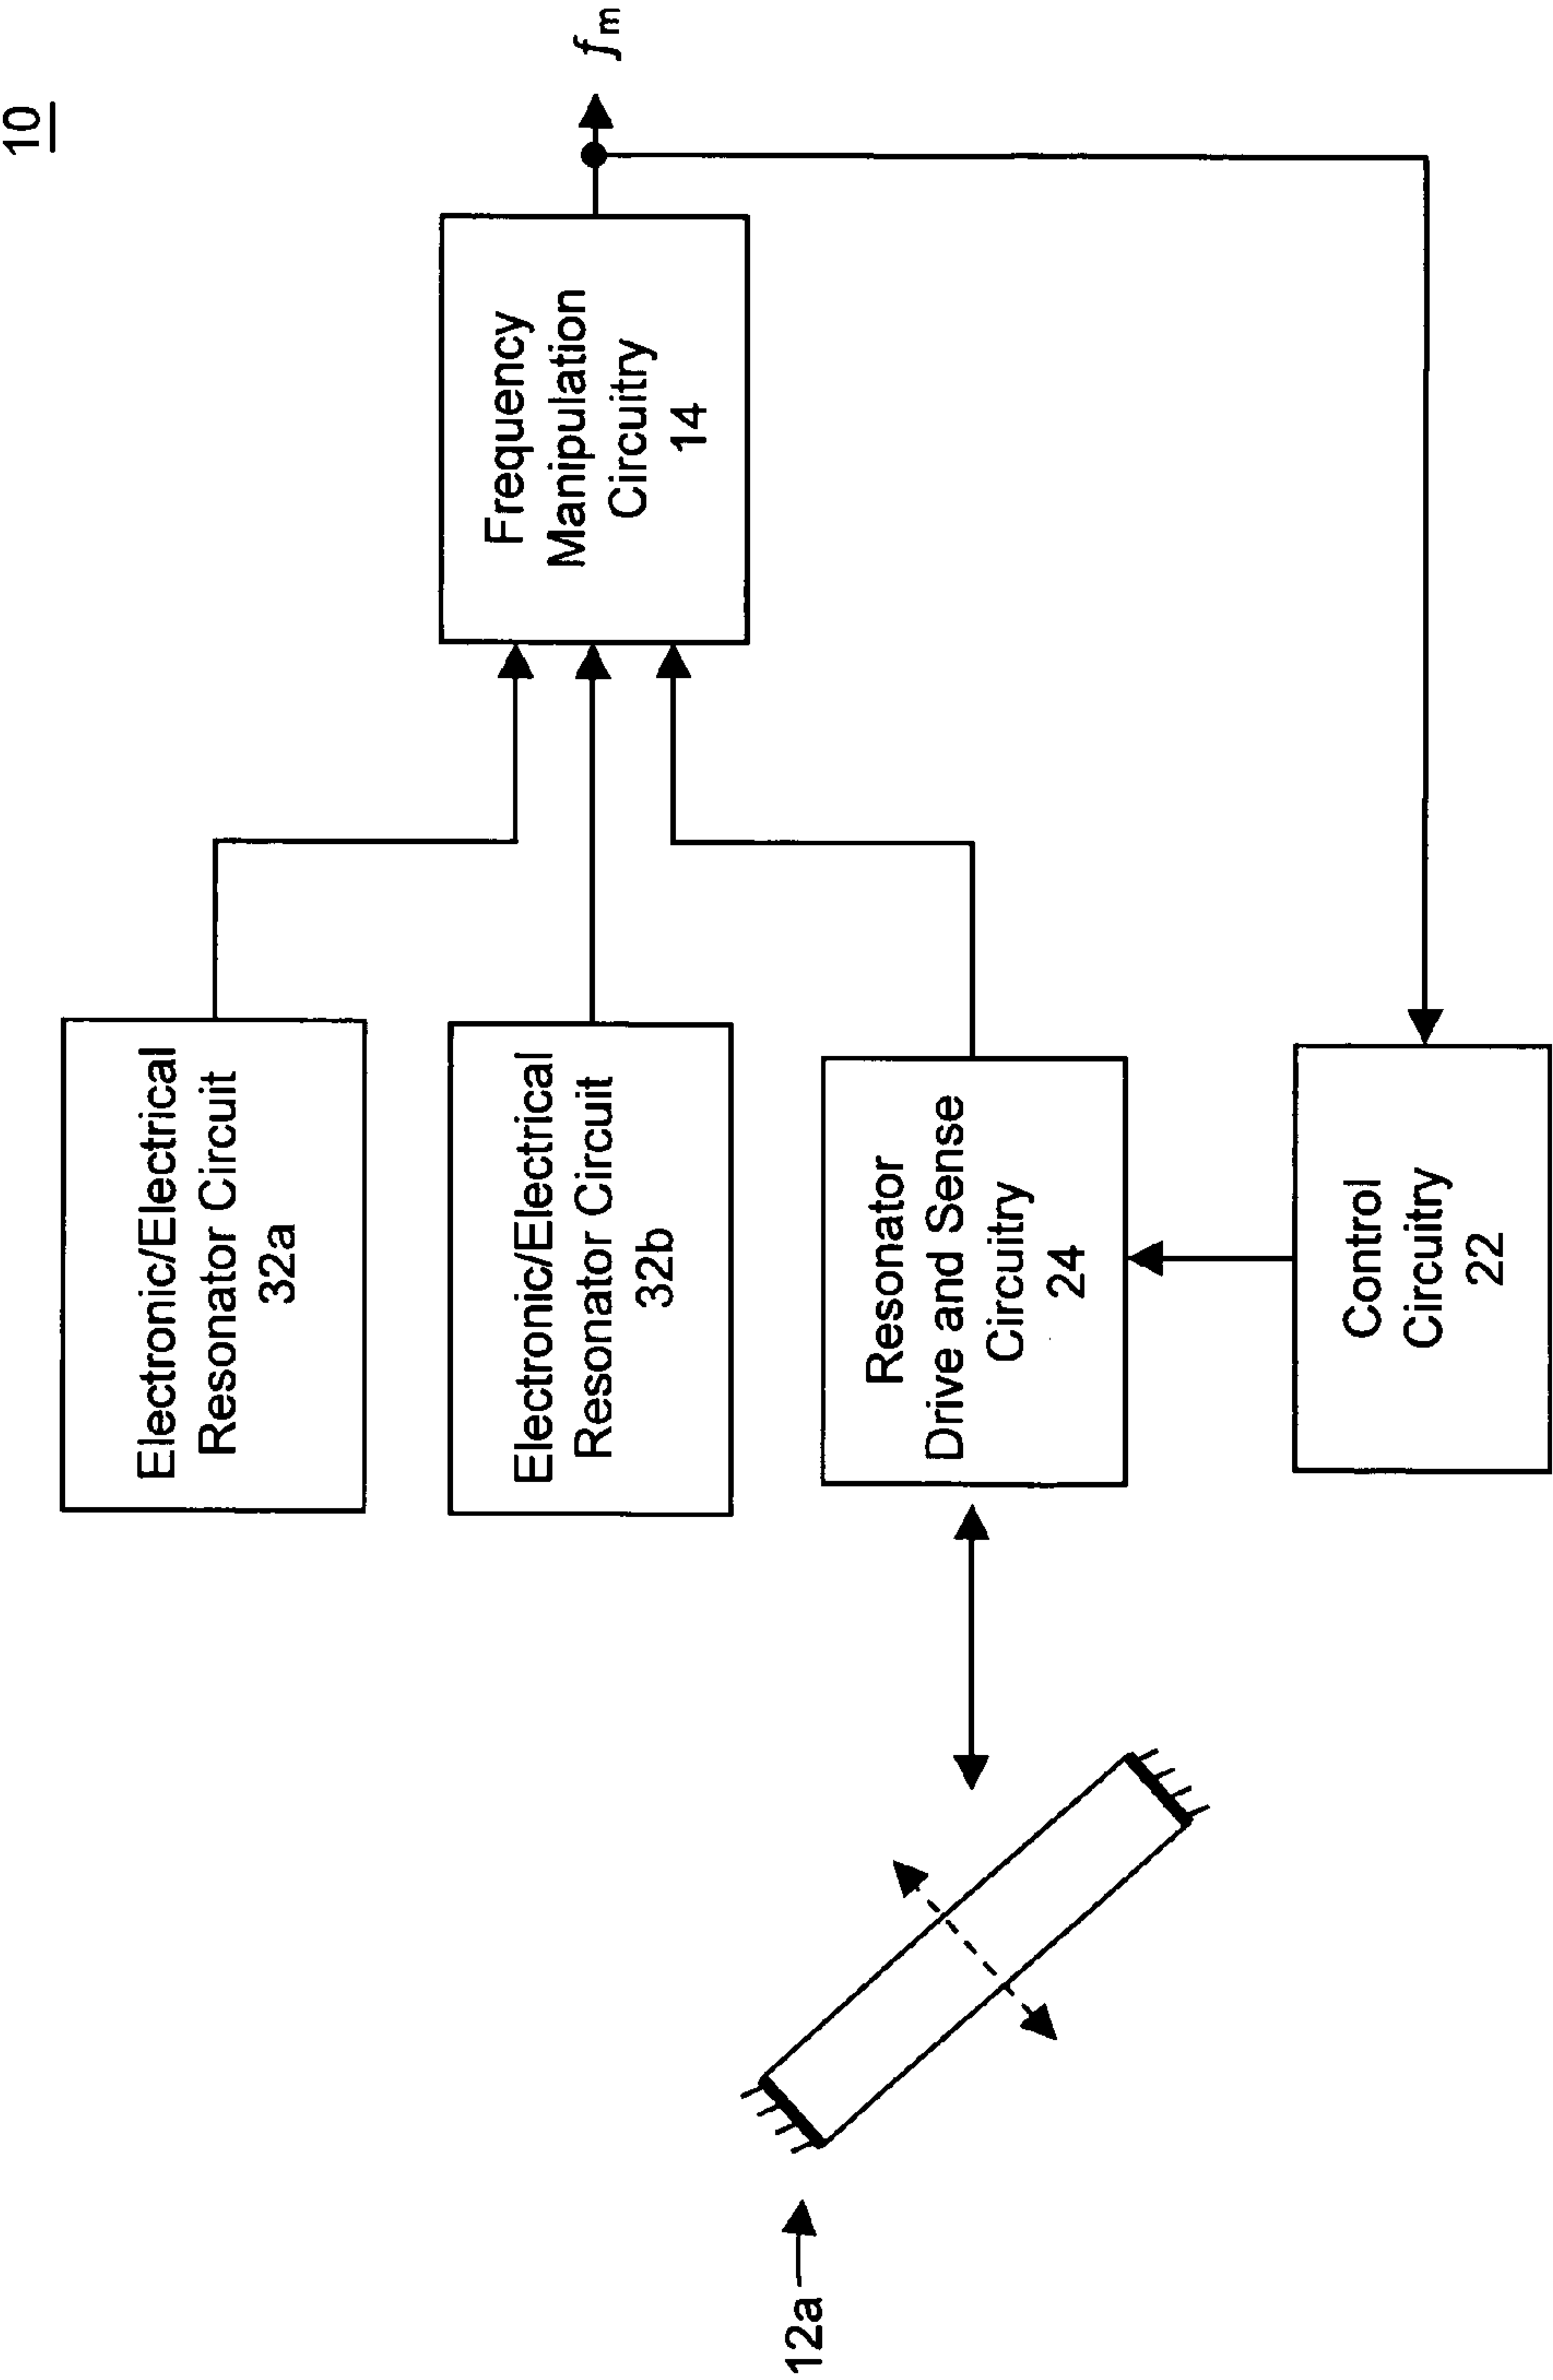 10
Electronic/Electrical
Resonator Circuit
32a
Electronic/Electrical
Resonator Circuit
32b
Frequency
Manipulation
Circuitry
14
fm
Resonator
Drive and Sense
Circuitry
24
12a
Control
Circuitry
22